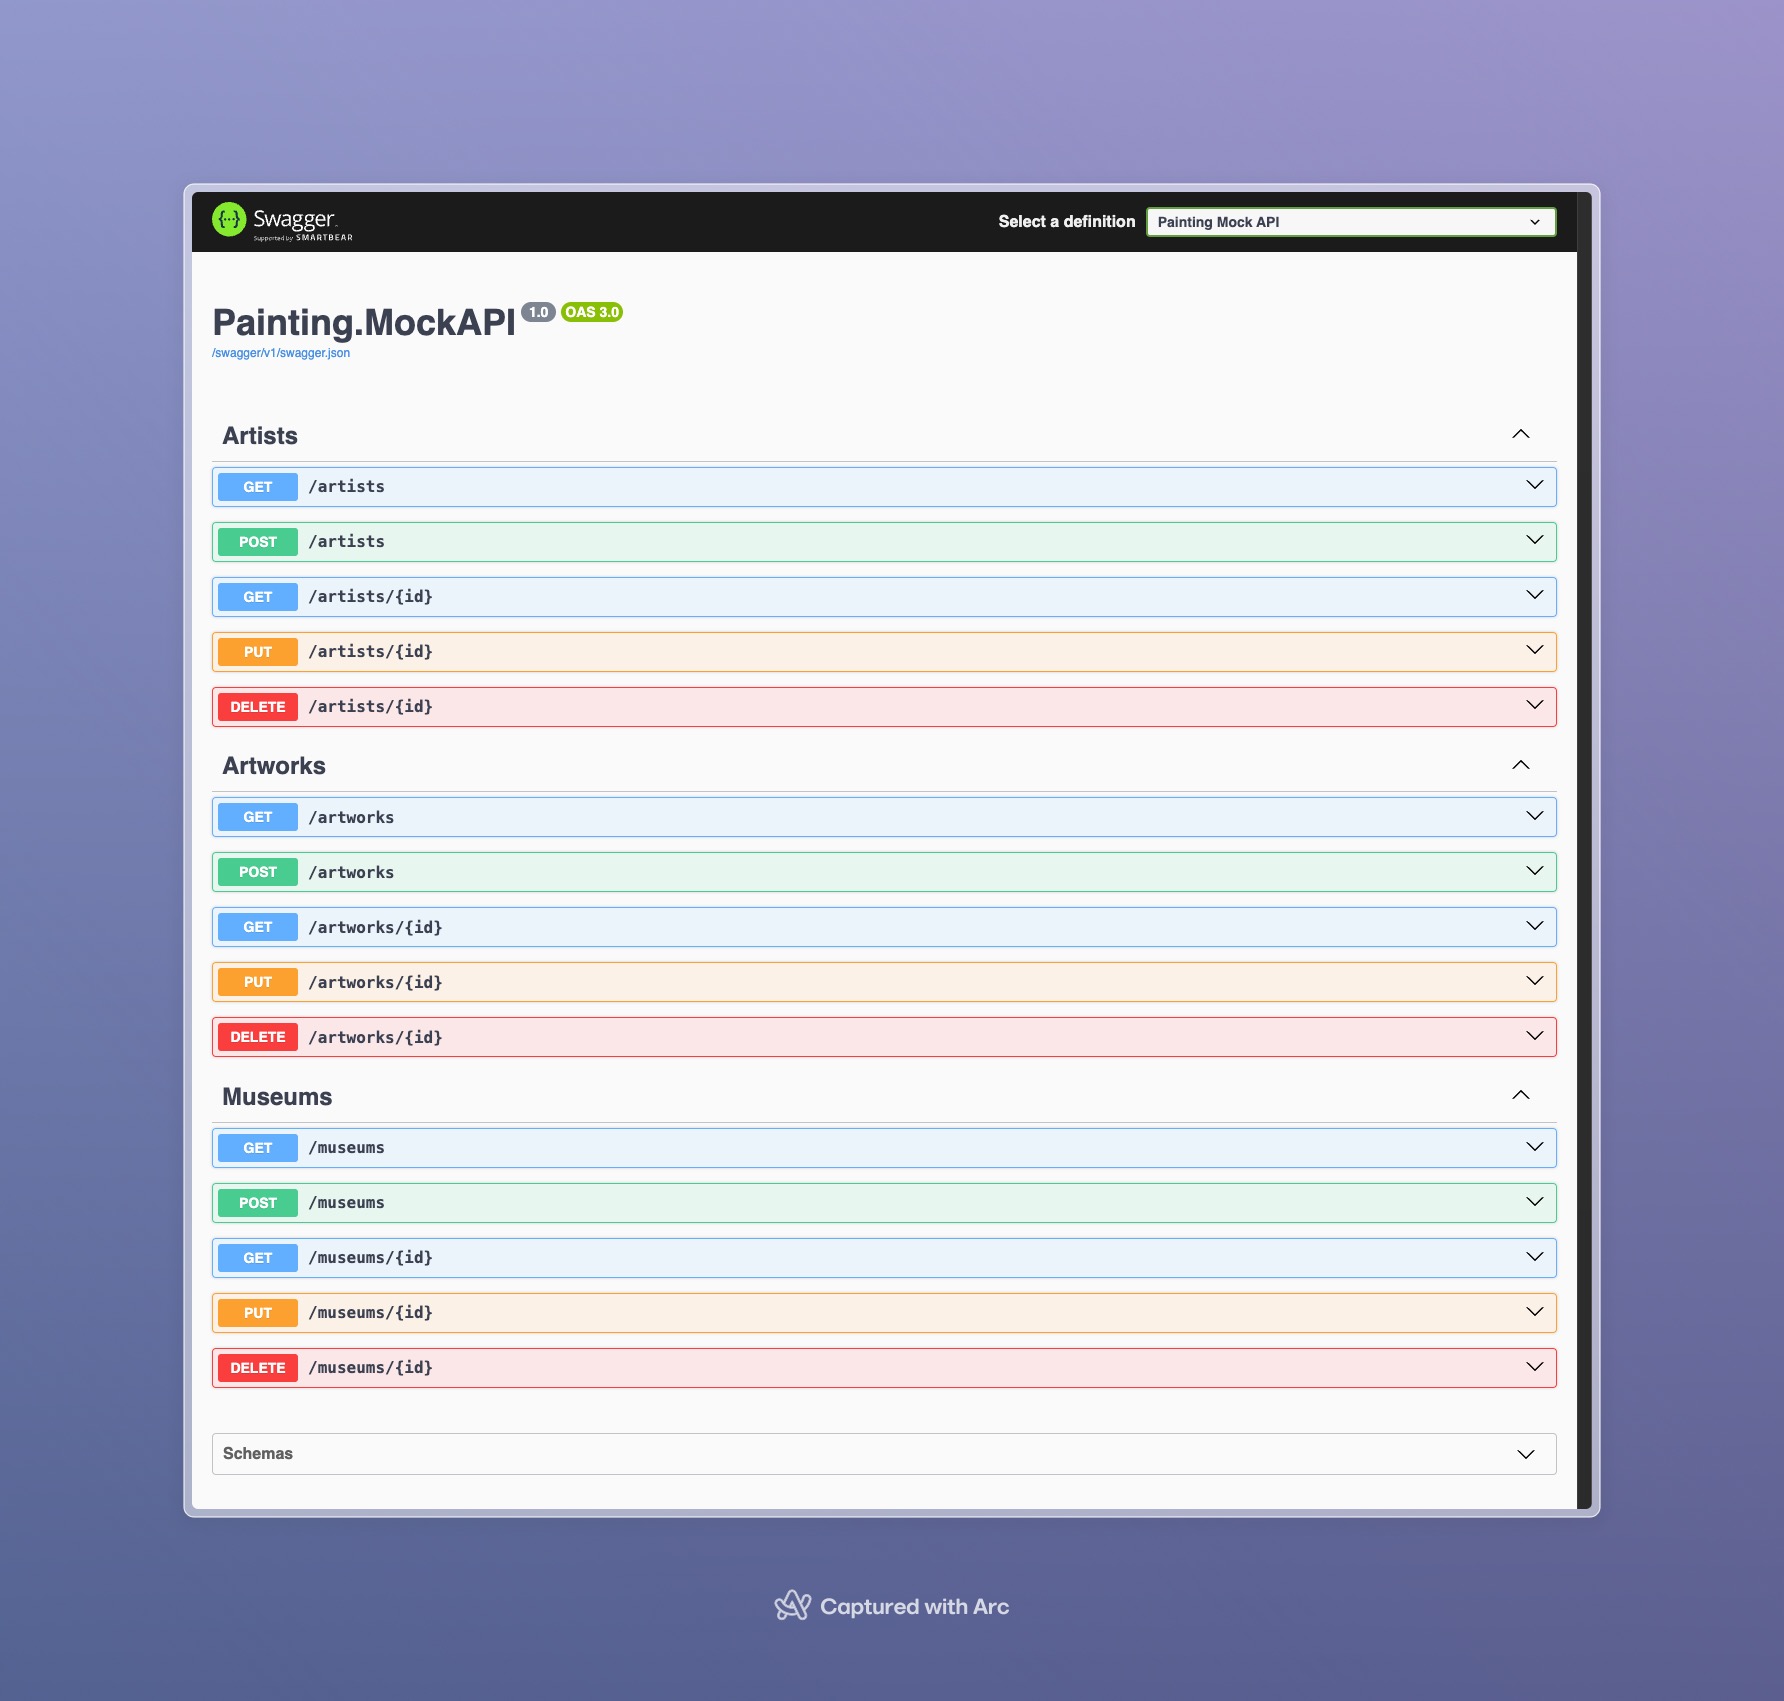 Swagger.
Supported by SMARTBEAR
Select a definition
Painting Mock API
Painting.MockAPI 1.0 OAS 3.0
/swagger/v1/swagger.json
Artists
GET /artists
POST /artists
GET /artists/{id}
PUT /artists/{id}
DELETE /artists/{id}
Artworks
GET /artworks
POST /artworks
GET /artworks/{id}
PUT /artworks/{id}
DELETE /artworks/{id}
Museums
GET /museums
POST /museums
GET /museums/{id}
PUT /museums/{id}
DELETE /museums/{id}
Schemas
Captured with Arc